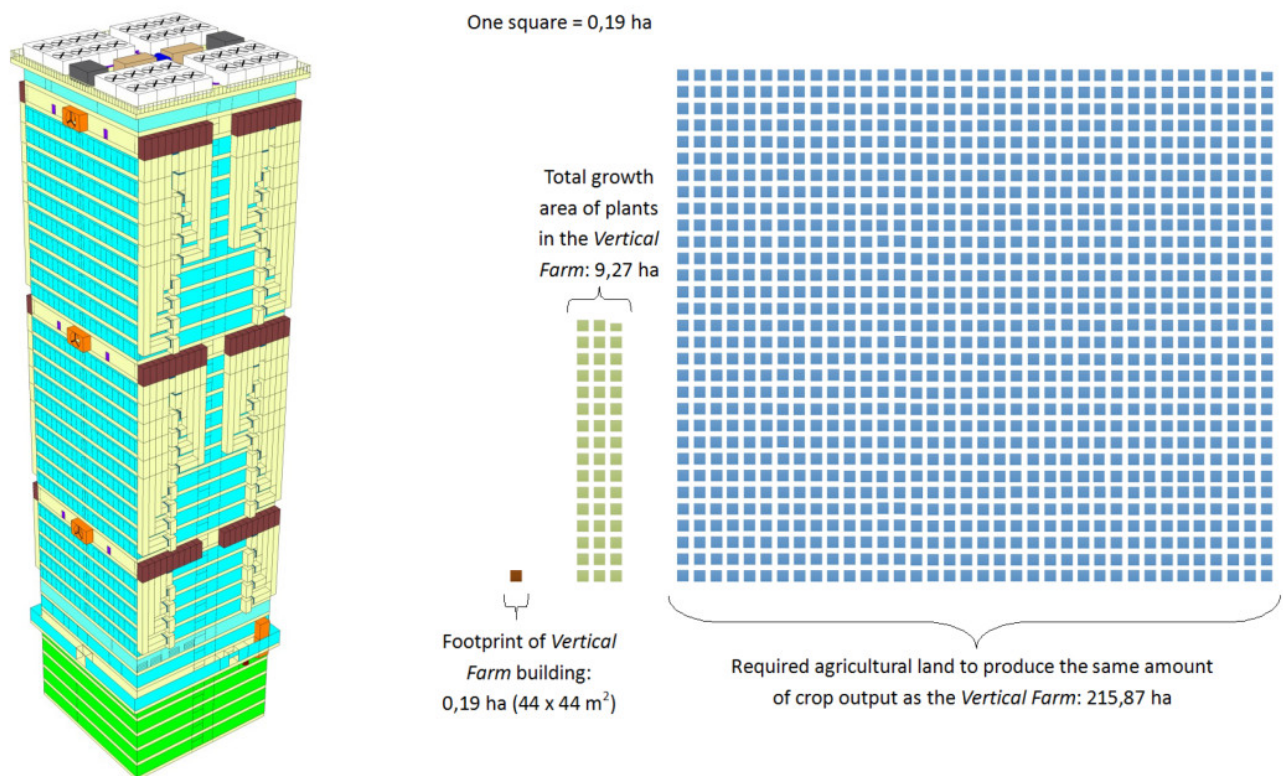 One square = 0,19 ha
Total growth
area of plants
in the Vertical
Farm: 9,27 ha
Footprint of Vertical
Farm building:
0,19 ha (44 x 44 m²)
Required agricultural land to produce the same amount
of crop output as the Vertical Farm: 215,87 ha